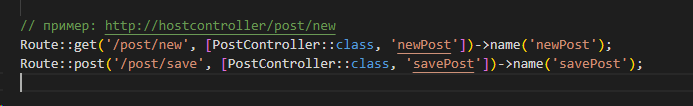 // пример: http://hostcontroller/post/new
Route::get('/post/new', [PostController::class, 'newPost'])->name('newPost');
Route::post('/post/save', [PostController::class, 'savePost'])->name('savePost');